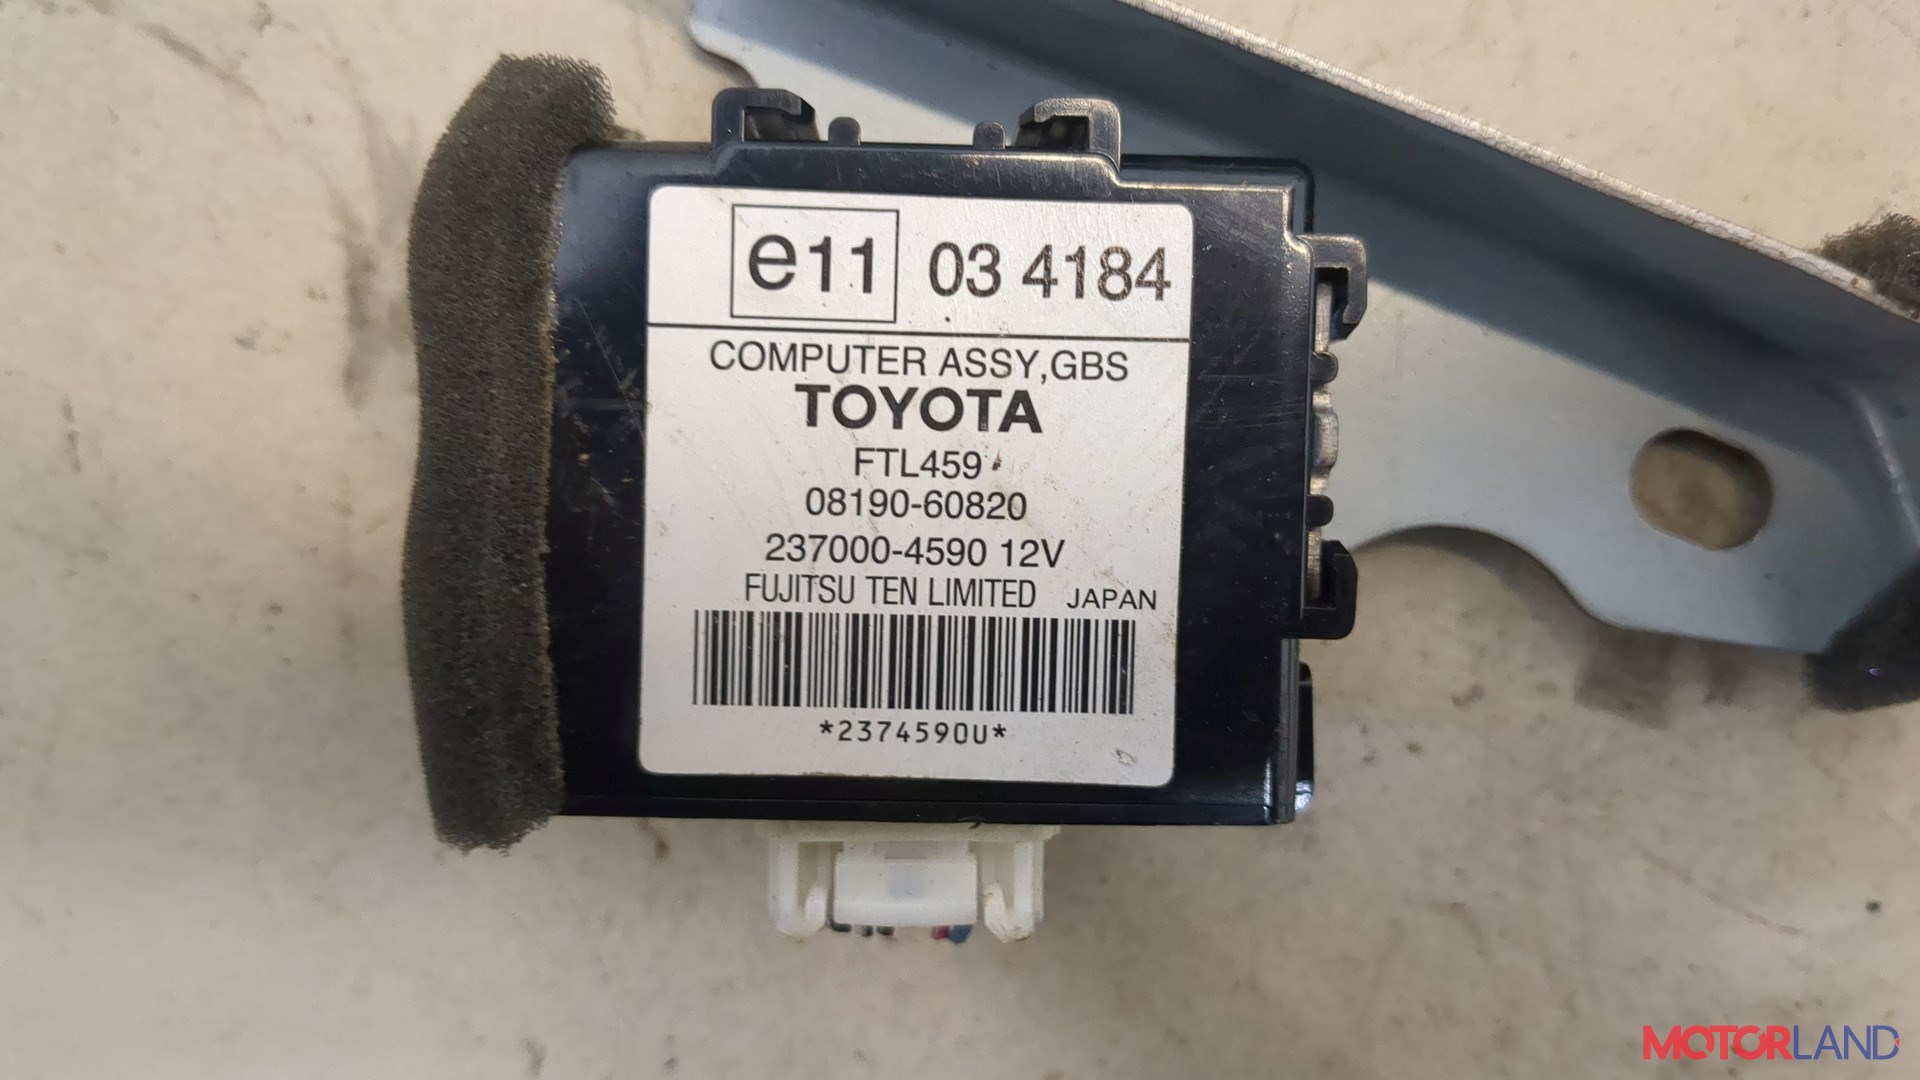 e11 03 4184
COMPUTER ASSY,GBS
TOYOTA
FTL459
08190-60820
237000-4590 12V
FUJITSU TEN LIMITED JAPAN
*2374590U*
MOTORLAND